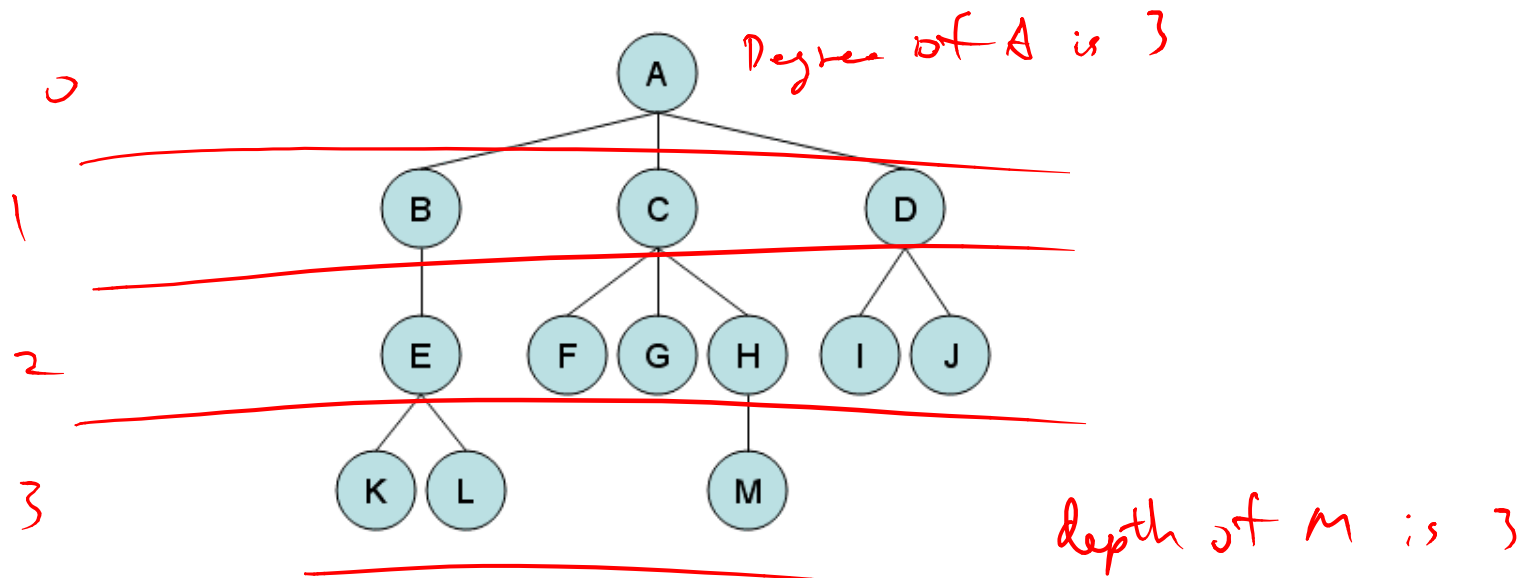 Degree of A is 3
0
A
1
B C D
2
E F G H I J
3
K L M
depth of M is 3